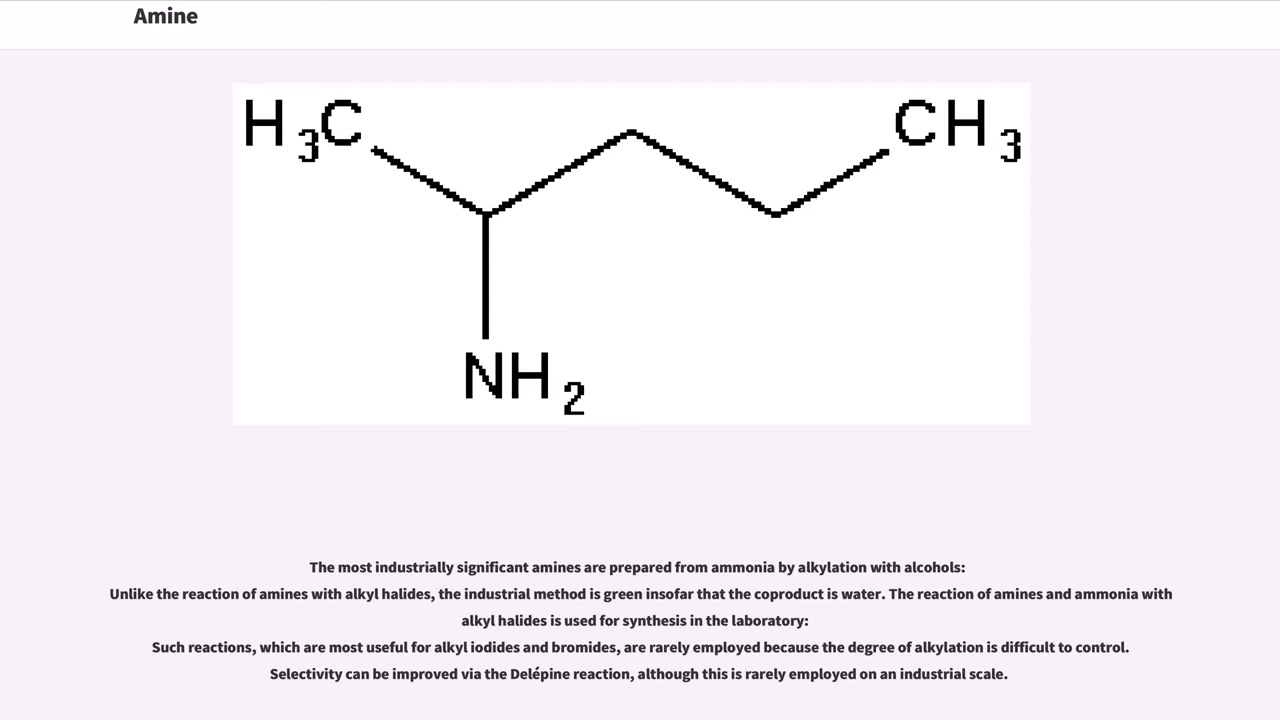 Amine
H3C
CH3
NH2
The most industrially significant amines are prepared from ammonia by alkylation with alcohols:
Unlike the reaction of amines with alkyl halides, the industrial method is green insofar that the coproduct is water. The reaction of amines and ammonia with
alkyl halides is used for synthesis in the laboratory:
Such reactions, which are most useful for alkyl iodides and bromides, are rarely employed because the degree of alkylation is difficult to control.
Selectivity can be improved via the Delépine reaction, although this is rarely employed on an industrial scale.